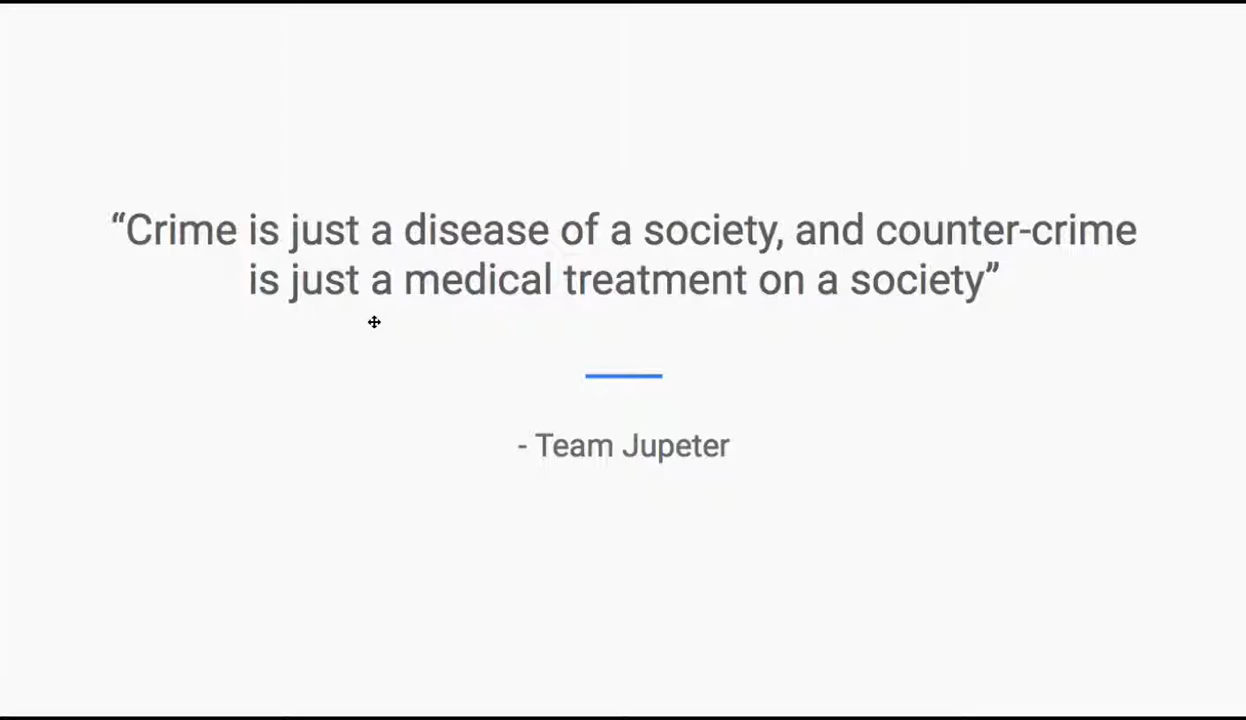 “Crime is just a disease of a society, and counter-crime
is just a medical treatment on a society”
- Team Jupeter